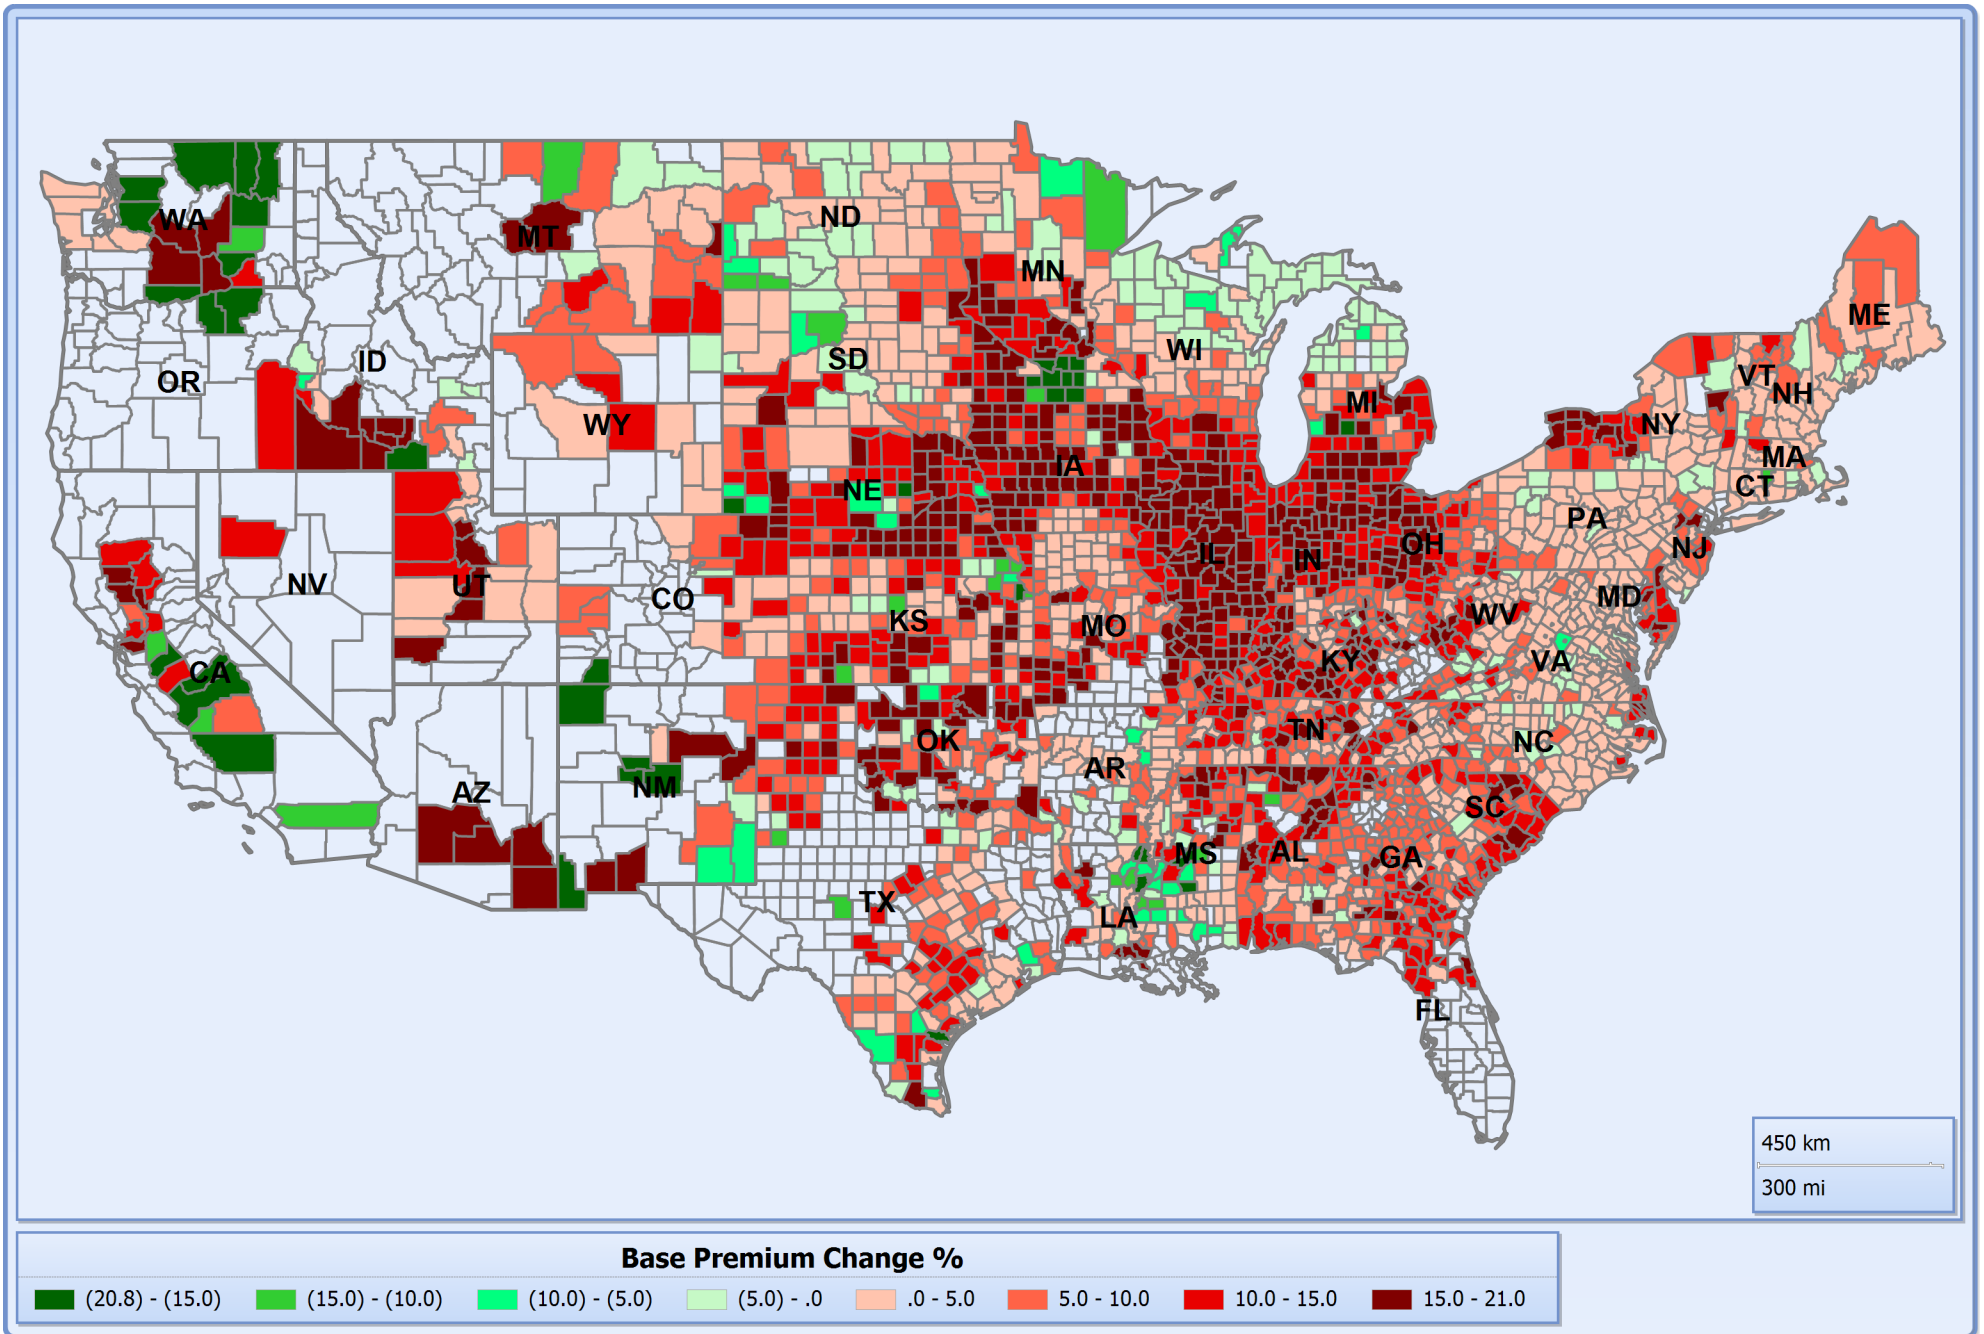 WA
MT
ND
MN
ME
OR
ID
SD
WI
MI
VT
NH
NY
WY
IA
NE
MA
CT
PA
NJ
OH
IN
IL
NV
UT
CO
KS
MO
WV
MD
KY
VA
CA
OK
TN
NC
AR
NM
AZ
SC
MS
AL
GA
TX
LA
FL
450 km
300 mi
Base Premium Change %
(20.8) - (15.0) (15.0) - (10.0) (10.0) - (5.0) (5.0) - .0 .0 - 5.0 5.0 - 10.0 10.0 - 15.0 15.0 - 21.0